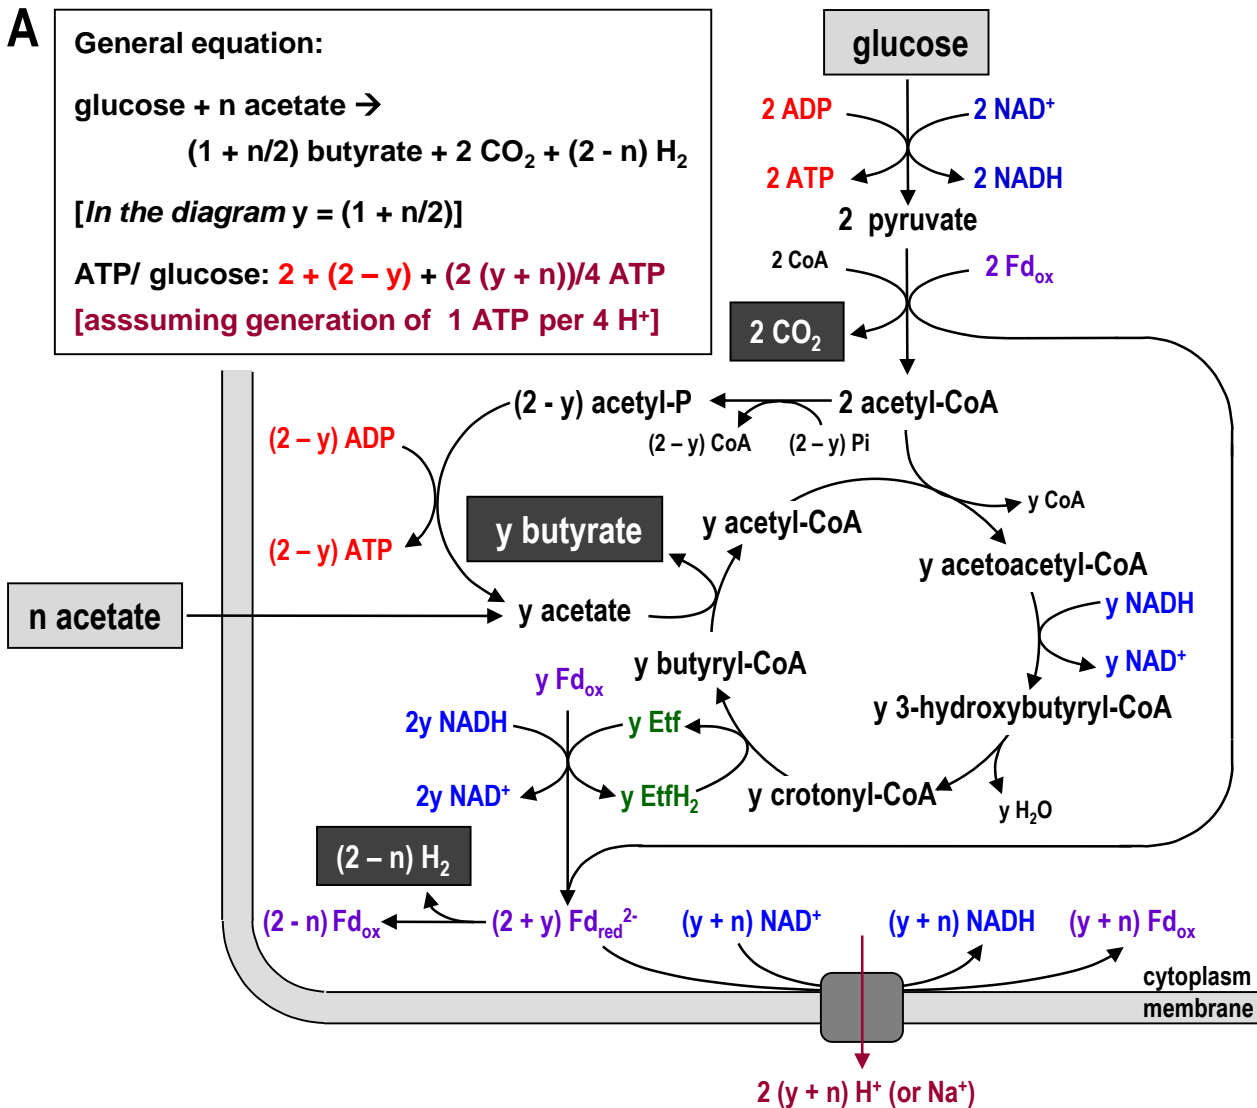 A
General equation:
glucose + n acetate →
(1 + n/2) butyrate + 2 CO₂ + (2 - n) H₂
[In the diagram y = (1 + n/2)]
ATP/ glucose: 2 + (2 – y) + (2 (y + n))/4 ATP
[asssuming generation of 1 ATP per 4 H⁺]
glucose
2 ADP
2 NAD⁺
2 ATP
2 NADH
2 pyruvate
2 CoA
2 Fdₒₓ
2 CO₂
(2 - y) acetyl-P
2 acetyl-CoA
(2 – y) ADP
(2 – y) CoA
(2 – y) Pi
y CoA
y butyrate
y acetyl-CoA
(2 – y) ATP
y acetoacetyl-CoA
n acetate
y acetate
y NADH
y NAD⁺
y butyryl-CoA
y Fdₒₓ
y 3-hydroxybutyryl-CoA
2y NADH
y Etf
2y NAD⁺
y EtfH₂
y crotonyl-CoA
y H₂O
(2 – n) H₂
(2 - n) Fdₒₓ
(2 + y) Fd_red²⁻
(y + n) NAD⁺
(y + n) NADH
(y + n) Fdₒₓ
cytoplasm
membrane
2 (y + n) H⁺ (or Na⁺)